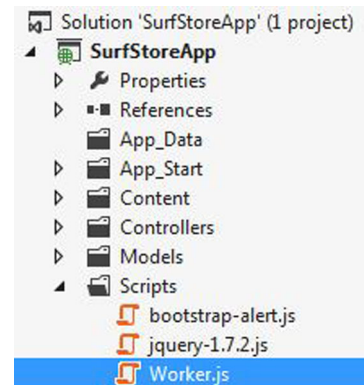 Solution 'SurfStoreApp' (1 project)
SurfStoreApp
Properties
References
App_Data
App_Start
Content
Controllers
Models
Scripts
bootstrap-alert.js
jquery-1.7.2.js
Worker.js